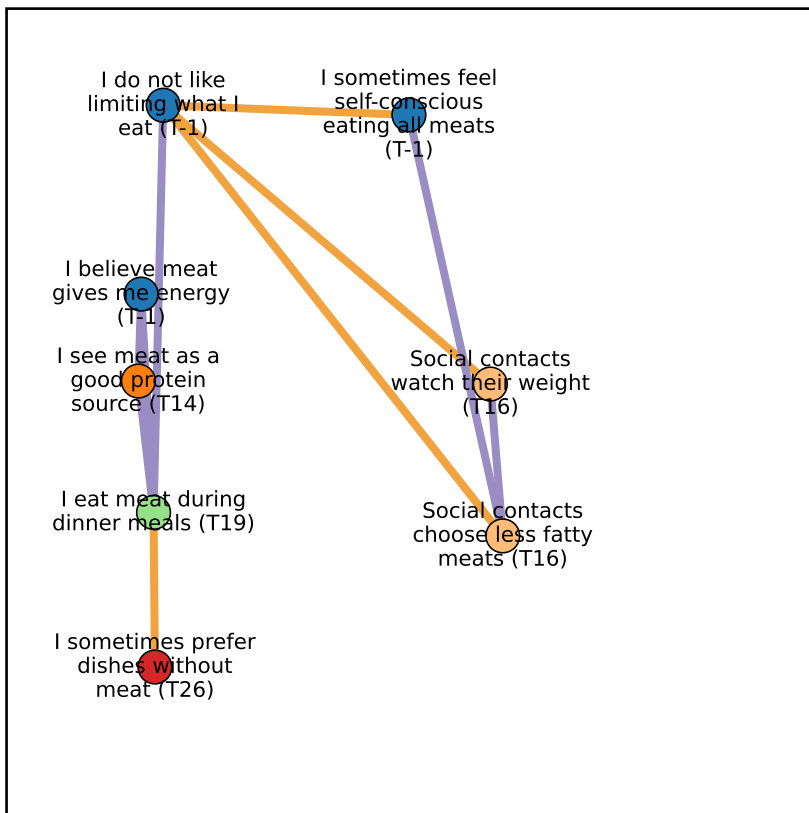 I do not like
limiting what I
eat (T-1)
I sometimes feel
self-conscious
eating all meats
(T-1)
I believe meat
gives me energy
(T-1)
I see meat as a
good protein
source (T14)
Social contacts
watch their weight
(T16)
I eat meat during
dinner meals (T19)
Social contacts
choose less fatty
meats (T16)
I sometimes prefer
dishes without
meat (T26)